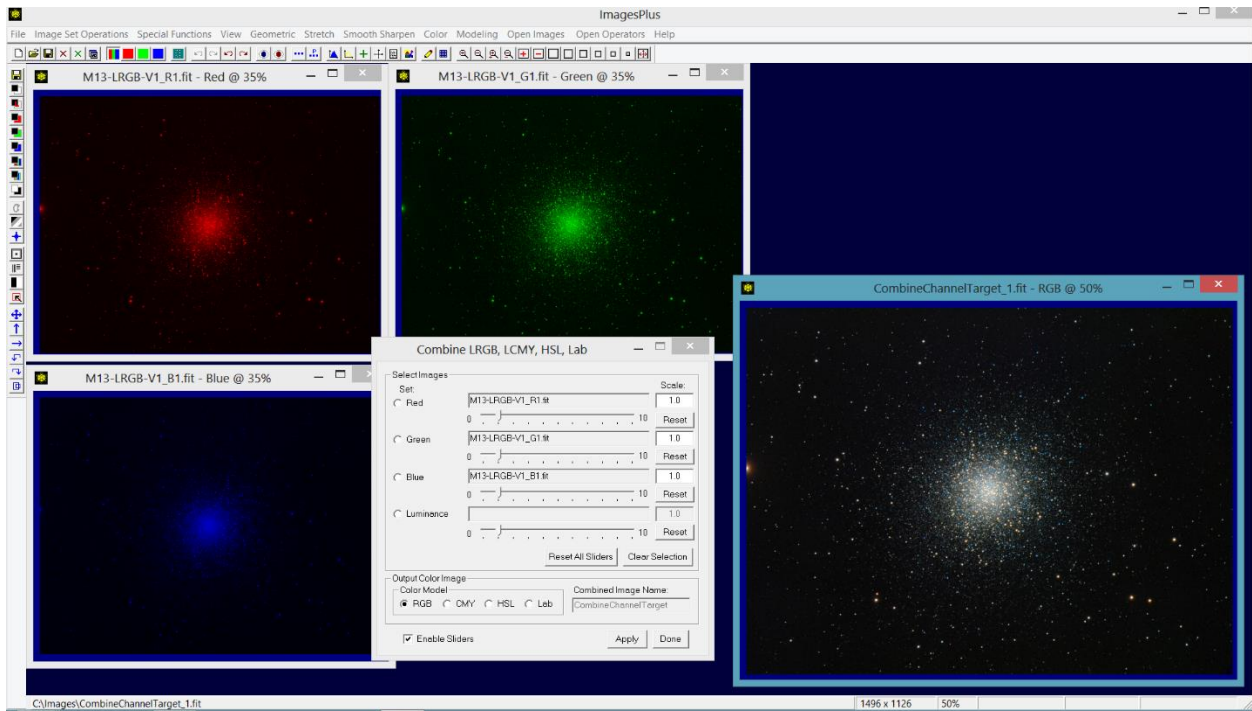 ImagesPlus
File Image Set Operations Special Functions View Geometric Stretch Smooth Sharpen Color Modeling Open Images Open Operators Help
M13-LRGB-V1_R1.fit - Red @ 35%
M13-LRGB-V1_G1.fit - Green @ 35%
CombineChannelTarget_1.fit - RGB @ 50%
M13-LRGB-V1_B1.fit - Blue @ 35%
Combine LRGB, LCMY, HSL, Lab
Select Images
Set: Scale:
Red M13-LRGB-V1_R1.fit 1.0
0 10 Reset
Green M13-LRGB-V1_G1.fit 1.0
0 10 Reset
Blue M13-LRGB-V1_B1.fit 1.0
0 10 Reset
Luminance 1.0
0 10 Reset
Reset All Sliders Clear Selection
Output Color Image
Color Model Combined Image Name:
RGB CMY HSL Lab CombineChannelTarget
Enable Sliders Apply Done
C:\Images\CombineChannelTarget_1.fit 1496 x 1126 50%